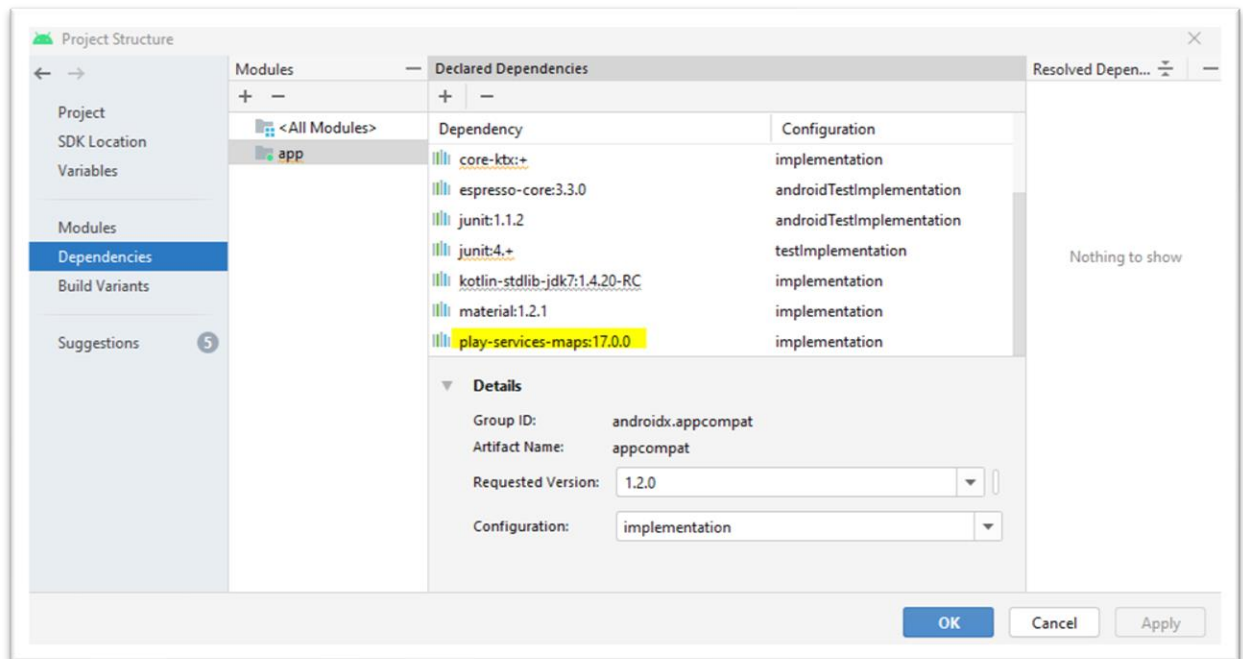 Project Structure
Modules
Declared Dependencies
Resolved Depen...
Project
SDK Location
Variables
Modules
Dependencies
Build Variants
Suggestions 5
<All Modules>
app
Dependency Configuration
core-ktx:+ implementation
espresso-core:3.3.0 androidTestImplementation
junit:1.1.2 androidTestImplementation
junit:4.+ testImplementation
kotlin-stdlib-jdk7:1.4.20-RC implementation
material:1.2.1 implementation
play-services-maps:17.0.0 implementation
Details
Group ID: androidx.appcompat
Artifact Name: appcompat
Requested Version: 1.2.0
Configuration: implementation
Nothing to show
OK Cancel Apply